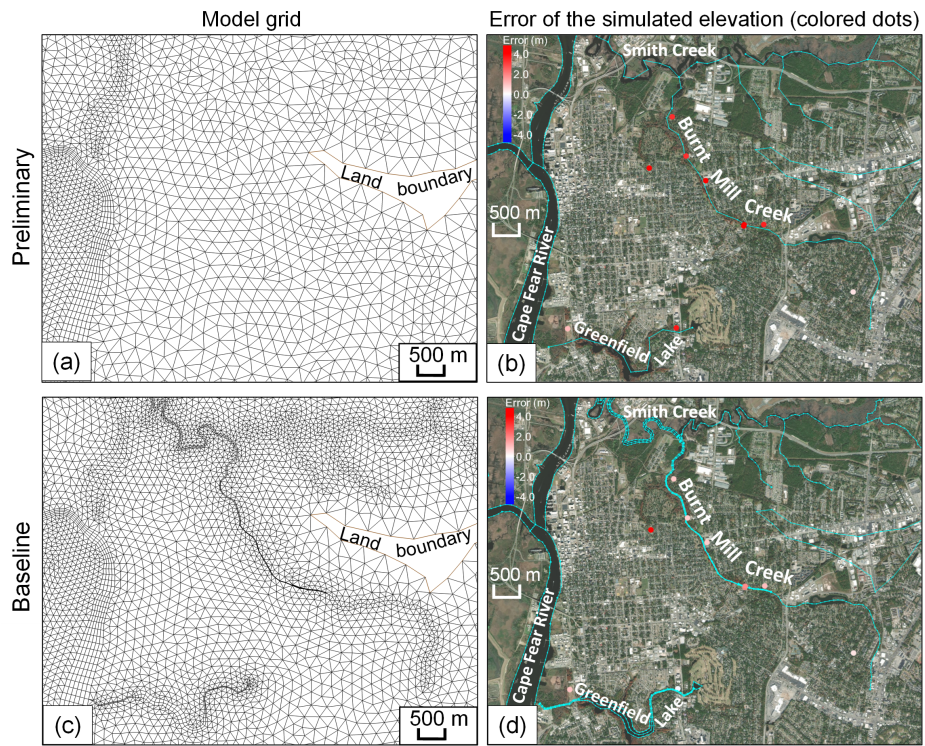 Model grid
Error of the simulated elevation (colored dots)
Preliminary
Land boundary
(a)
500 m
Error (m)
4.0
2.0
0.0
-2.0
-4.0
Smith Creek
Burnt Mill Creek
500 m
Cape Fear River
Greenfield Lake
(b)
Baseline
Land boundary
(c)
500 m
Error (m)
4.0
2.0
0.0
-2.0
-4.0
Smith Creek
Burnt Mill Creek
500 m
Cape Fear River
Greenfield Lake
(d)